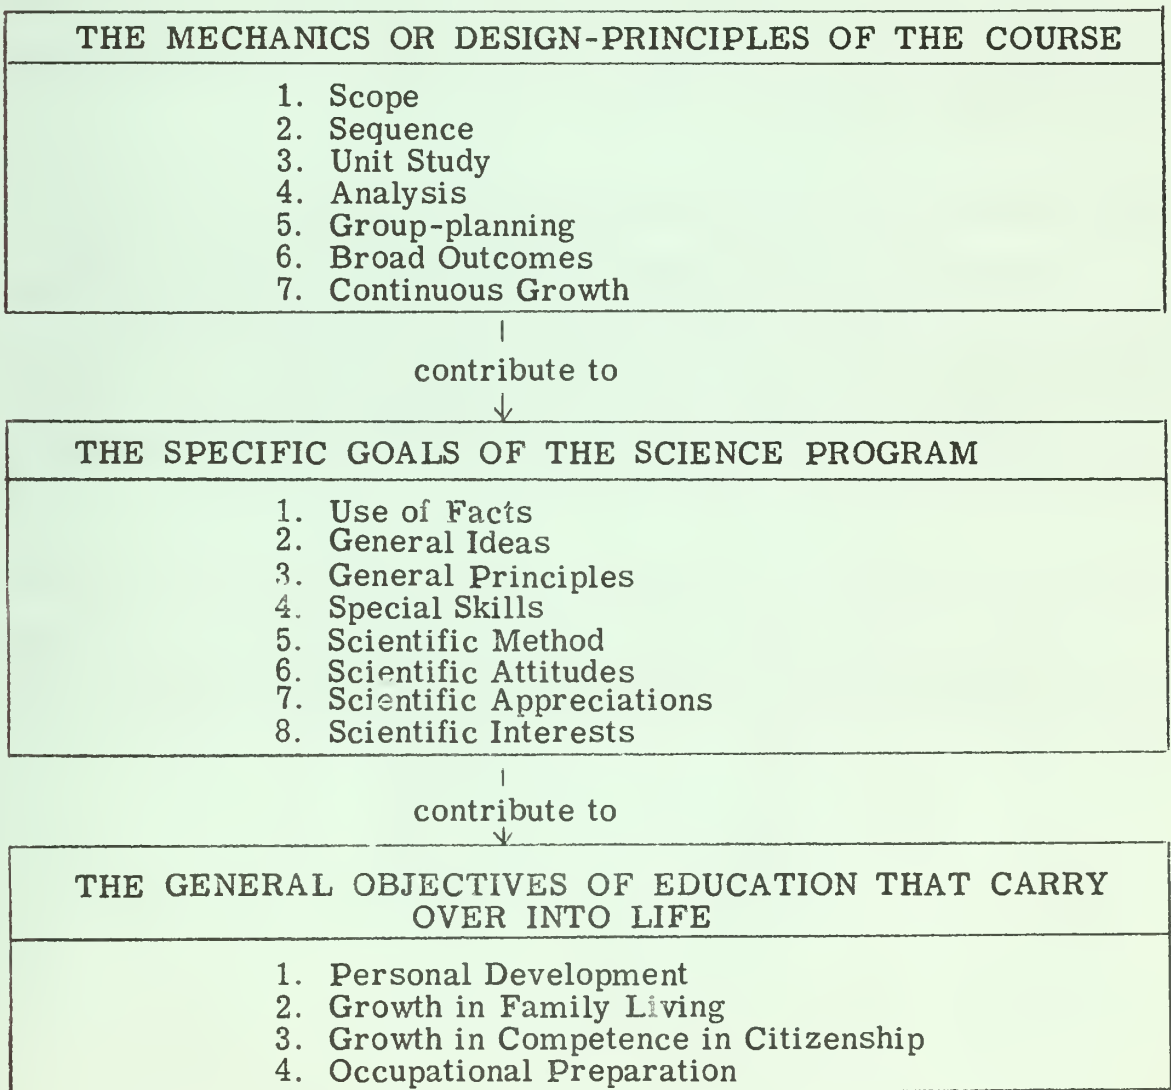 THE MECHANICS OR DESIGN-PRINCIPLES OF THE COURSE
1. Scope
2. Sequence
3. Unit Study
4. Analysis
5. Group-planning
6. Broad Outcomes
7. Continuous Growth
contribute to
THE SPECIFIC GOALS OF THE SCIENCE PROGRAM
1. Use of Facts
2. General Ideas
3. General Principles
4. Special Skills
5. Scientific Method
6. Scientific Attitudes
7. Scientific Appreciations
8. Scientific Interests
contribute to
THE GENERAL OBJECTIVES OF EDUCATION THAT CARRY
OVER INTO LIFE
1. Personal Development
2. Growth in Family Living
3. Growth in Competence in Citizenship
4. Occupational Preparation